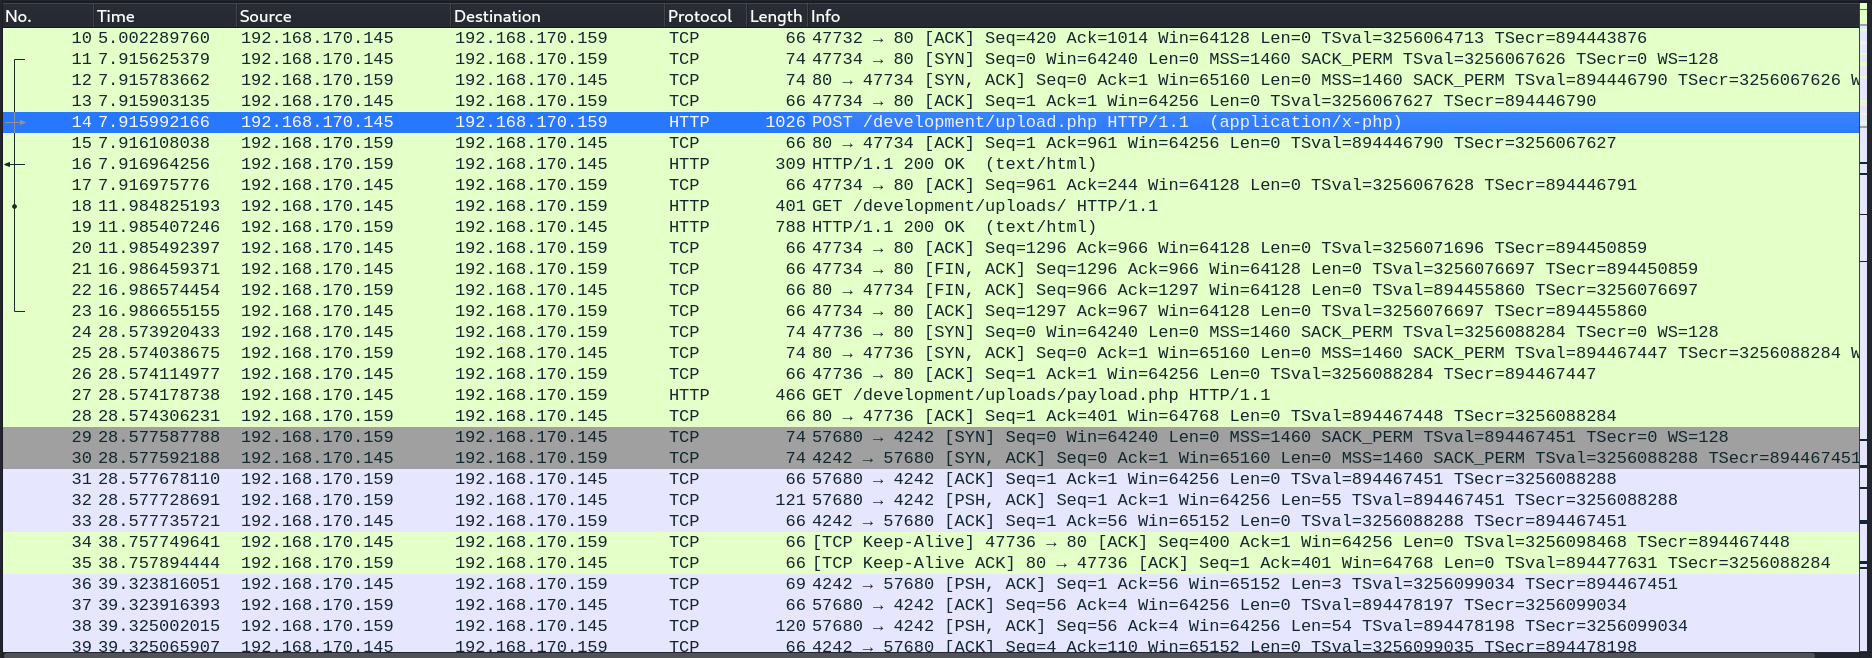 No. Time Source Destination Protocol Length Info
10 5.002289760 192.168.170.145 192.168.170.159 TCP 66 47732 → 80 [ACK] Seq=420 Ack=1014 Win=64128 Len=0 TSval=3256064713 TSecr=894443876
11 7.915625379 192.168.170.145 192.168.170.159 TCP 74 47734 → 80 [SYN] Seq=0 Win=64240 Len=0 MSS=1460 SACK_PERM TSval=3256067626 TSecr=0 WS=128
12 7.915783662 192.168.170.159 192.168.170.145 TCP 74 80 → 47734 [SYN, ACK] Seq=0 Ack=1 Win=65160 Len=0 MSS=1460 SACK_PERM TSval=894446790 TSecr=3256067626 W
13 7.915903135 192.168.170.145 192.168.170.159 TCP 66 47734 → 80 [ACK] Seq=1 Ack=1 Win=64256 Len=0 TSval=3256067627 TSecr=894446790
14 7.915992166 192.168.170.145 192.168.170.159 HTTP 1026 POST /development/upload.php HTTP/1.1  (application/x-php)
15 7.916108038 192.168.170.159 192.168.170.145 TCP 66 80 → 47734 [ACK] Seq=1 Ack=961 Win=64256 Len=0 TSval=894446790 TSecr=3256067627
16 7.916964256 192.168.170.159 192.168.170.145 HTTP 309 HTTP/1.1 200 OK  (text/html)
17 7.916975776 192.168.170.145 192.168.170.159 TCP 66 47734 → 80 [ACK] Seq=961 Ack=244 Win=64128 Len=0 TSval=3256067628 TSecr=894446791
18 11.984825193 192.168.170.145 192.168.170.159 HTTP 401 GET /development/uploads/ HTTP/1.1
19 11.985407246 192.168.170.159 192.168.170.145 HTTP 788 HTTP/1.1 200 OK  (text/html)
20 11.985492397 192.168.170.145 192.168.170.159 TCP 66 47734 → 80 [ACK] Seq=1296 Ack=966 Win=64128 Len=0 TSval=3256071696 TSecr=894450859
21 16.986459371 192.168.170.145 192.168.170.159 TCP 66 47734 → 80 [FIN, ACK] Seq=1296 Ack=966 Win=64128 Len=0 TSval=3256076697 TSecr=894450859
22 16.986574454 192.168.170.159 192.168.170.145 TCP 66 80 → 47734 [FIN, ACK] Seq=966 Ack=1297 Win=64128 Len=0 TSval=894455860 TSecr=3256076697
23 16.986655155 192.168.170.145 192.168.170.159 TCP 66 47734 → 80 [ACK] Seq=1297 Ack=967 Win=64128 Len=0 TSval=3256076697 TSecr=894455860
24 28.573920433 192.168.170.145 192.168.170.159 TCP 74 47736 → 80 [SYN] Seq=0 Win=64240 Len=0 MSS=1460 SACK_PERM TSval=3256088284 TSecr=0 WS=128
25 28.574038675 192.168.170.159 192.168.170.145 TCP 74 80 → 47736 [SYN, ACK] Seq=0 Ack=1 Win=65160 Len=0 MSS=1460 SACK_PERM TSval=894467447 TSecr=3256088284 W
26 28.574114977 192.168.170.145 192.168.170.159 TCP 66 47736 → 80 [ACK] Seq=1 Ack=1 Win=64256 Len=0 TSval=3256088284 TSecr=894467447
27 28.574178738 192.168.170.145 192.168.170.159 HTTP 466 GET /development/uploads/payload.php HTTP/1.1
28 28.574306231 192.168.170.159 192.168.170.145 TCP 66 80 → 47736 [ACK] Seq=1 Ack=401 Win=64768 Len=0 TSval=894467448 TSecr=3256088284
29 28.577587788 192.168.170.159 192.168.170.145 TCP 74 57680 → 4242 [SYN] Seq=0 Win=64240 Len=0 MSS=1460 SACK_PERM TSval=894467451 TSecr=0 WS=128
30 28.577592188 192.168.170.145 192.168.170.159 TCP 74 4242 → 57680 [SYN, ACK] Seq=0 Ack=1 Win=65160 Len=0 MSS=1460 SACK_PERM TSval=3256088288 TSecr=894467451
31 28.577678110 192.168.170.159 192.168.170.145 TCP 66 57680 → 4242 [ACK] Seq=1 Ack=1 Win=64256 Len=0 TSval=894467451 TSecr=3256088288
32 28.577728691 192.168.170.159 192.168.170.145 TCP 121 57680 → 4242 [PSH, ACK] Seq=1 Ack=1 Win=64256 Len=55 TSval=894467451 TSecr=3256088288
33 28.577735721 192.168.170.145 192.168.170.159 TCP 66 4242 → 57680 [ACK] Seq=1 Ack=56 Win=65152 Len=0 TSval=3256088288 TSecr=894467451
34 38.757749641 192.168.170.145 192.168.170.159 TCP 66 [TCP Keep-Alive] 47736 → 80 [ACK] Seq=400 Ack=1 Win=64256 Len=0 TSval=3256098468 TSecr=894467448
35 38.757894444 192.168.170.159 192.168.170.145 TCP 66 [TCP Keep-Alive ACK] 80 → 47736 [ACK] Seq=1 Ack=401 Win=64768 Len=0 TSval=894477631 TSecr=3256088284
36 39.323816051 192.168.170.145 192.168.170.159 TCP 69 4242 → 57680 [PSH, ACK] Seq=1 Ack=56 Win=65152 Len=3 TSval=3256099034 TSecr=894467451
37 39.323916393 192.168.170.159 192.168.170.145 TCP 66 57680 → 4242 [ACK] Seq=56 Ack=4 Win=64256 Len=0 TSval=894478197 TSecr=3256099034
38 39.325002015 192.168.170.159 192.168.170.145 TCP 120 57680 → 4242 [PSH, ACK] Seq=56 Ack=4 Win=64256 Len=54 TSval=894478198 TSecr=3256099034
39 39.325065907 192.168.170.145 192.168.170.159 TCP 66 4242 → 57680 [ACK] Seq=4 Ack=110 Win=65152 Len=0 TSval=3256099035 TSecr=894478198